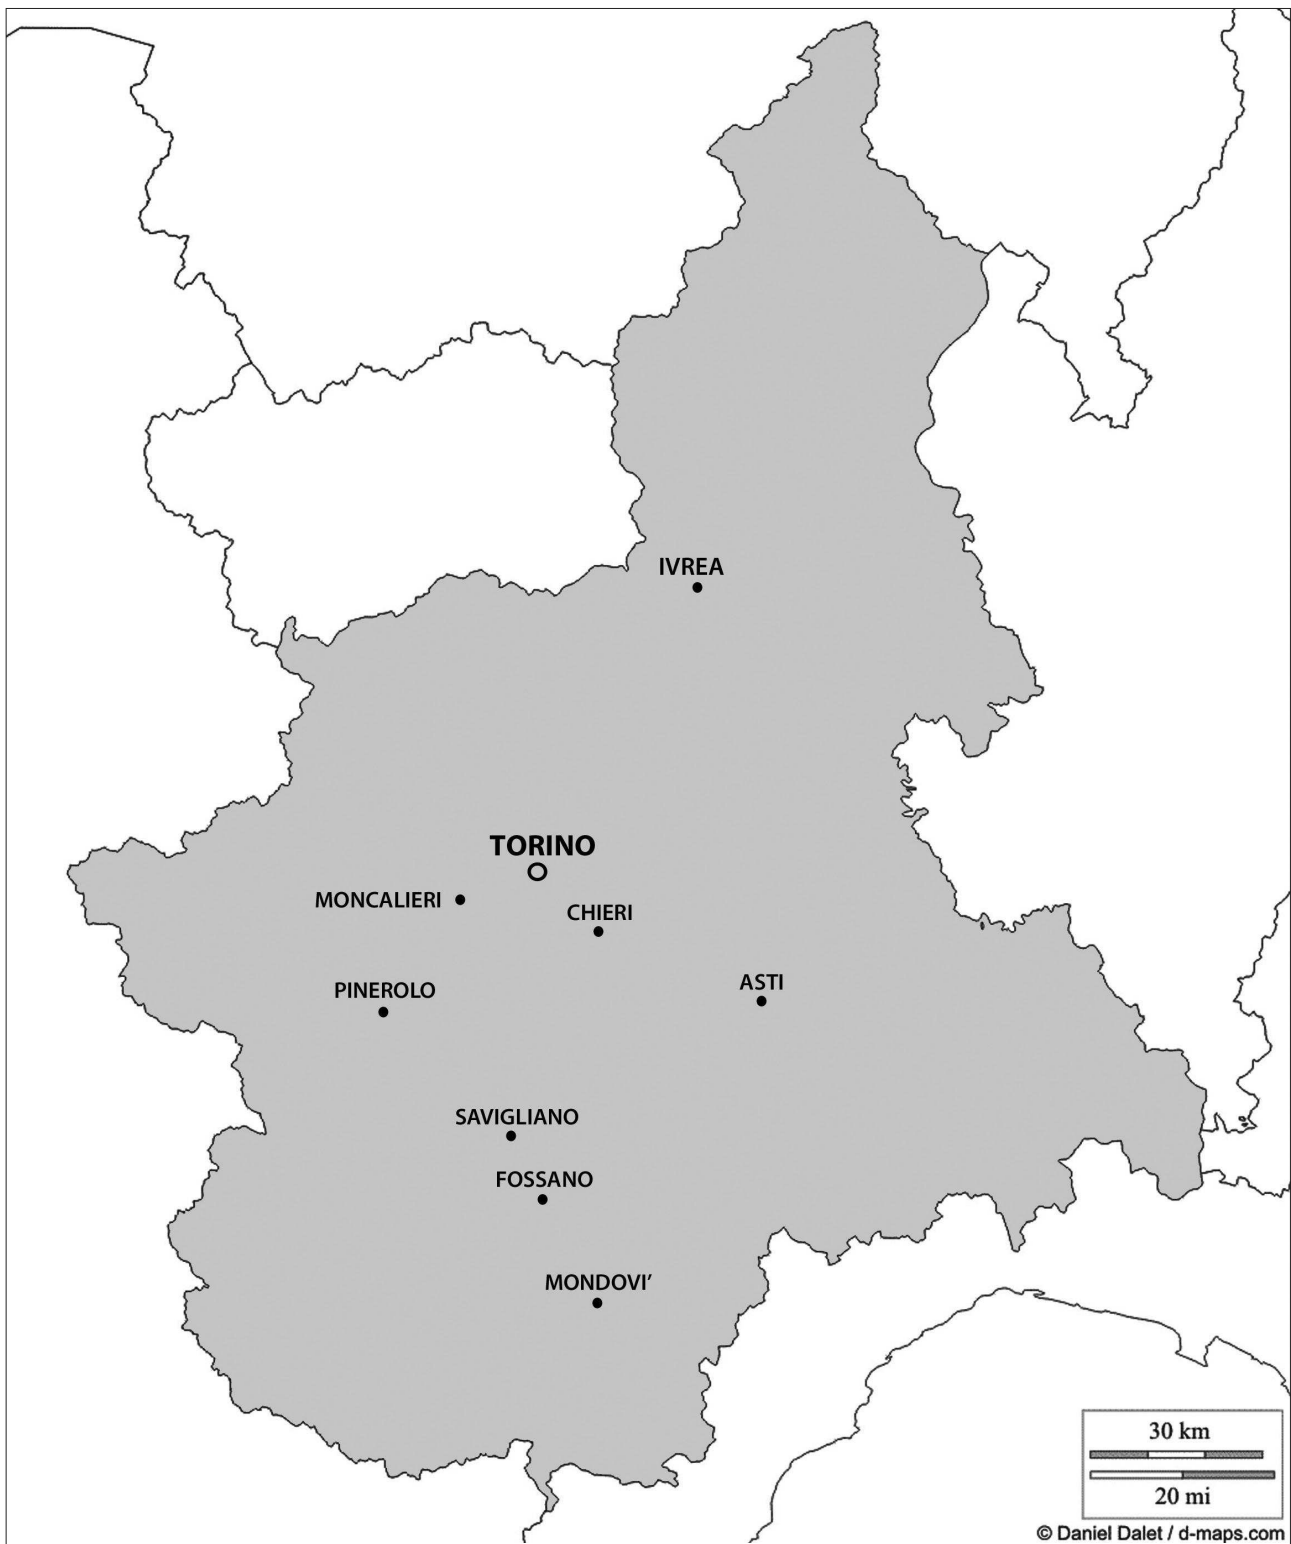 IVREA
TORINO
MONCALIERI
CHIERI
PINEROLO
ASTI
SAVIGLIANO
FOSSANO
MONDOVI’
30 km
20 mi
© Daniel Dalet / d-maps.com